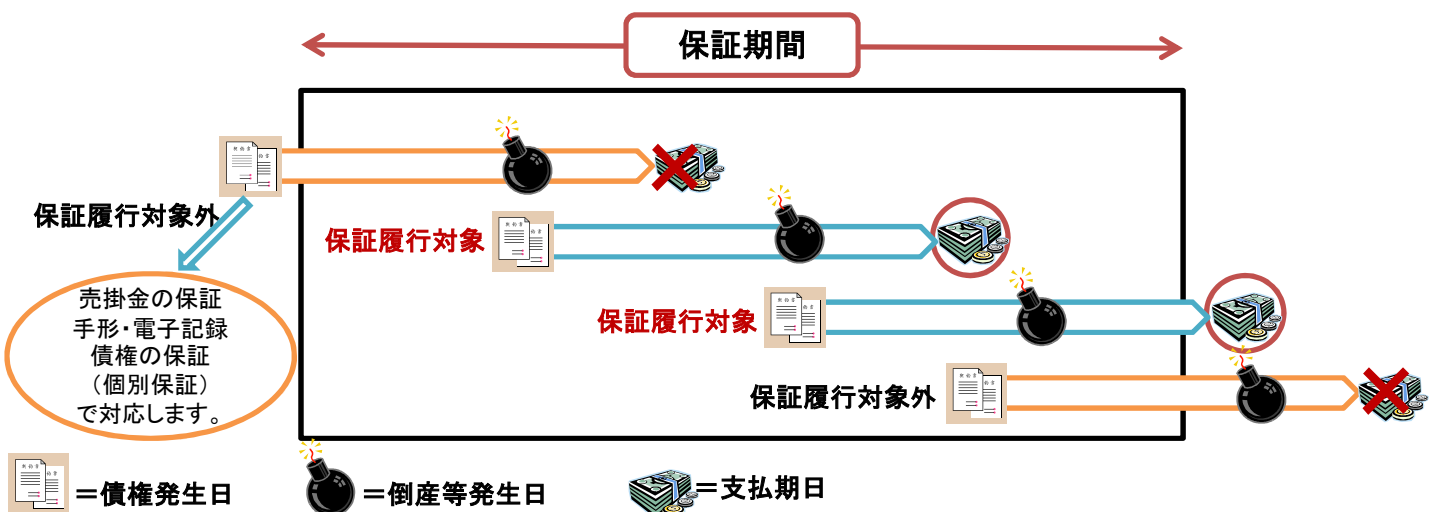 保証期間
保証履行対象外
保証履行対象
保証履行対象
保証履行対象外
売掛金の保証
手形・電子記録
債権の保証
（個別保証）
で対応します。
＝債権発生日
＝倒産等発生日
＝支払期日